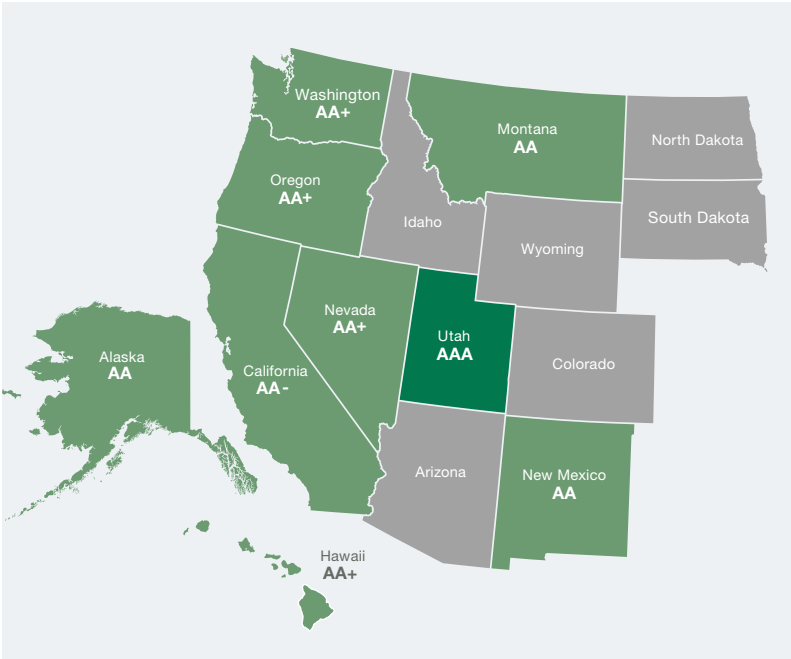 Washington
AA+
Montana
AA
North Dakota
Oregon
AA+
Idaho
South Dakota
Wyoming
Nevada
AA+
Utah
AAA
Alaska
AA
California
AA-
Colorado
Arizona
New Mexico
AA
Hawaii
AA+